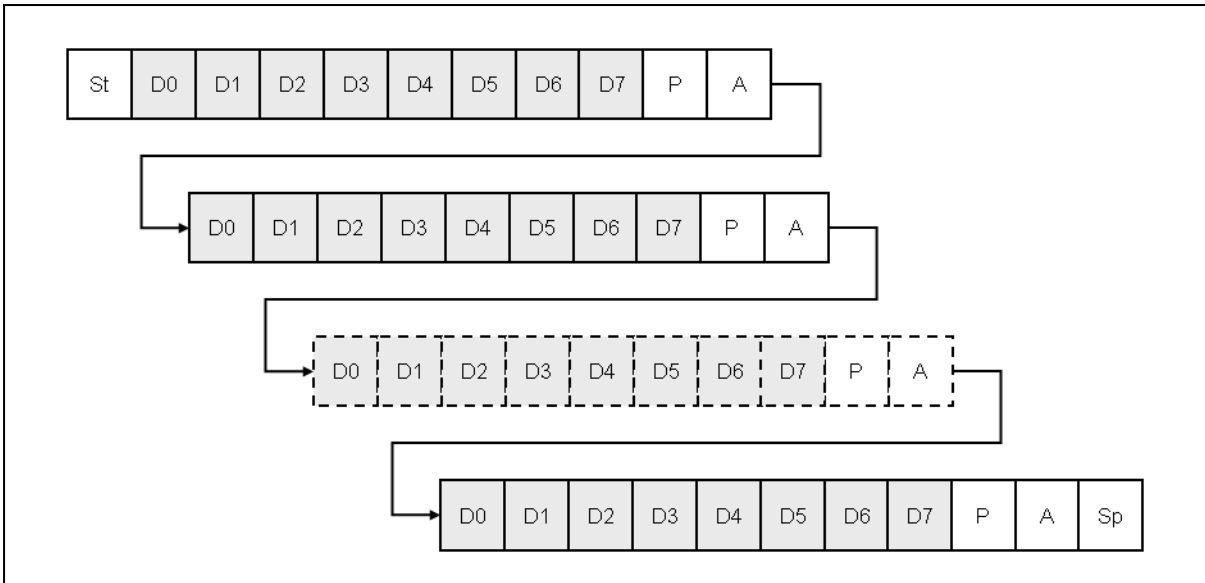 St D0 D1 D2 D3 D4 D5 D6 D7 P A
D0 D1 D2 D3 D4 D5 D6 D7 P A
D0 D1 D2 D3 D4 D5 D6 D7 P A
D0 D1 D2 D3 D4 D5 D6 D7 P A Sp